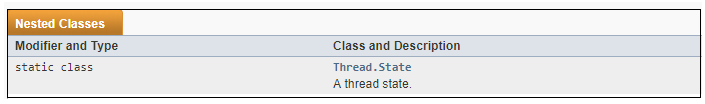 Nested Classes
Modifier and Type Class and Description
static class Thread.State
A thread state.